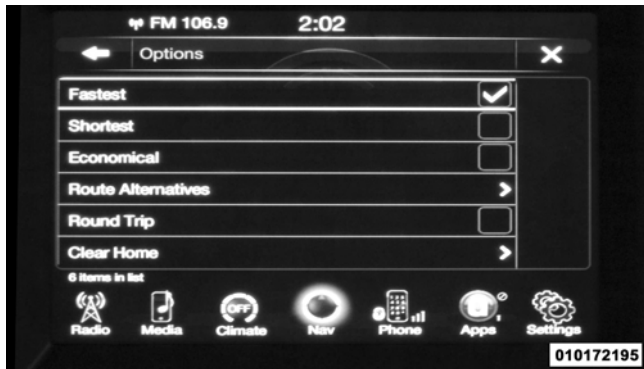 FM 106.9 2:02
Options
Fastest
Shortest
Economical
Route Alternatives
Round Trip
Clear Home
6 items in list
OFF
Radio Media Climate Nav Phone Apps Settings
010172195